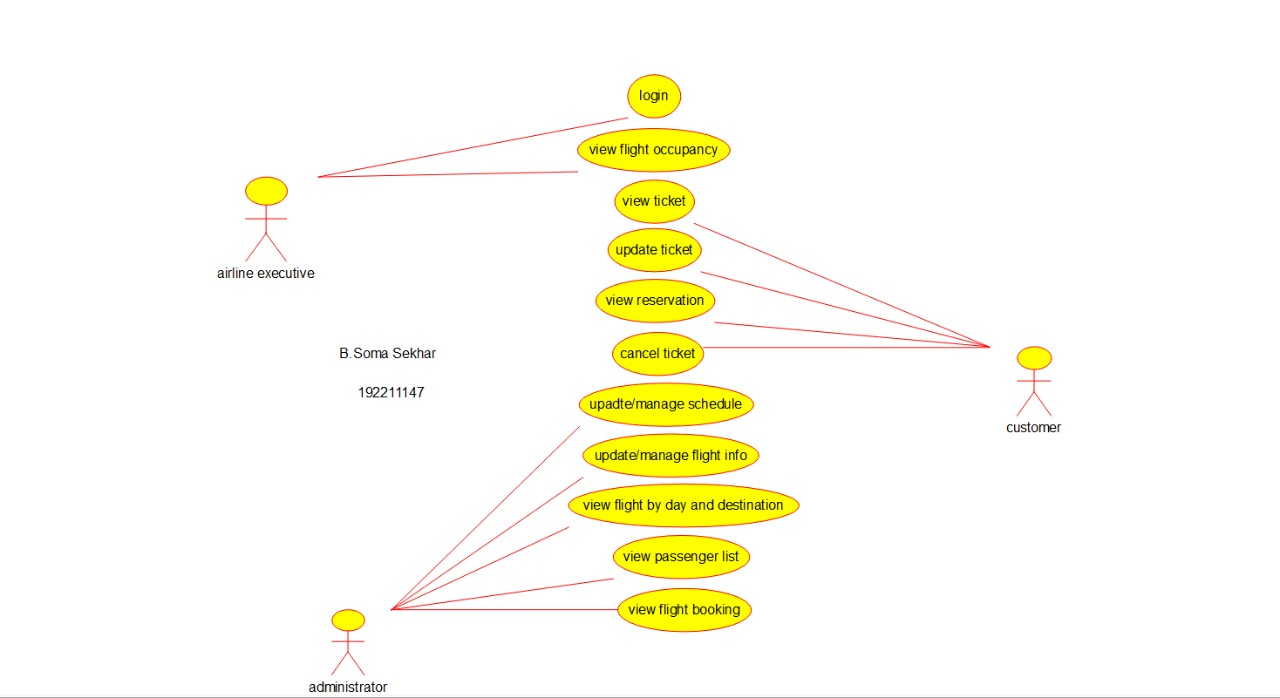 login
view flight occupancy
view ticket
update ticket
airline executive
view reservation
B.Soma Sekhar
cancel ticket
192211147
upadte/manage schedule
customer
update/manage flight info
view flight by day and destination
view passenger list
view flight booking
administrator